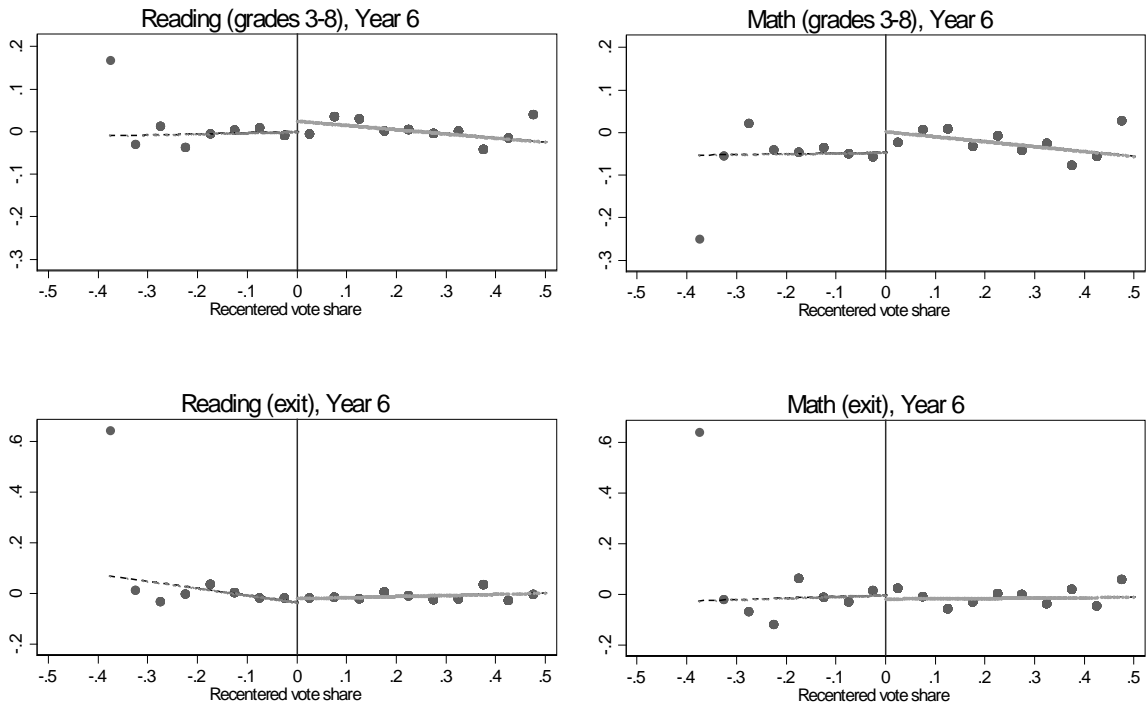 Reading (grades 3-8), Year 6
.2
.1
0
-.1
-.2
-.3
-.5 -.4 -.3 -.2 -.1 0 .1 .2 .3 .4 .5
Recentered vote share
Math (grades 3-8), Year 6
.2
.1
0
-.1
-.2
-.3
-.5 -.4 -.3 -.2 -.1 0 .1 .2 .3 .4 .5
Recentered vote share
Reading (exit), Year 6
.6
.4
.2
0
-.2
-.5 -.4 -.3 -.2 -.1 0 .1 .2 .3 .4 .5
Recentered vote share
Math (exit), Year 6
.6
.4
.2
0
-.2
-.5 -.4 -.3 -.2 -.1 0 .1 .2 .3 .4 .5
Recentered vote share